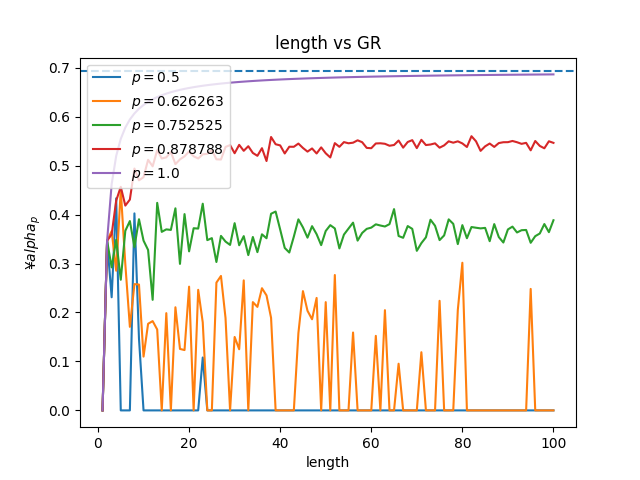 length vs GR
0.7
0.6
0.5
0.4
0.3
0.2
0.1
0.0
¥alpha_p
p = 0.5
p = 0.626263
p = 0.752525
p = 0.878788
p = 1.0
0
20
40
60
80
100
length